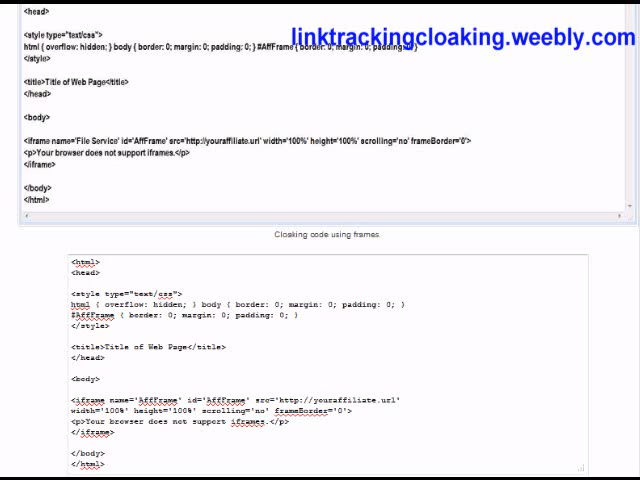 <head>
linktrackingcloaking.weebly.com
<style type="text/css">
html { overflow: hidden; } body { border: 0; margin: 0; padding: 0; } #AffFrame { border: 0; margin: 0; padding: 0; }
</style>
<title>Title of Web Page</title>
</head>
<body>
<iframe name='File Service' id='AffFrame' src='http://youraffiliate.url' width='100%' height='100%' scrolling='no' frameBorder='0'>
<p>Your browser does not support iframes.</p>
</iframe>
</body>
</html>
Cloaking code using frames
<html>
<head>
<style type="text/css">
html { overflow: hidden; } body { border: 0; margin: 0; padding: 0; }
#AffFrame { border: 0; margin: 0; padding: 0; }
</style>
<title>Title of Web Page</title>
</head>
<body>
<iframe name='AffFrame' id='AffFrame' src='http://youraffiliate.url'
width='100%' height='100%' scrolling='no' frameBorder='0'>
<p>Your browser does not support iframes.</p>
</iframe>
</body>
</html>